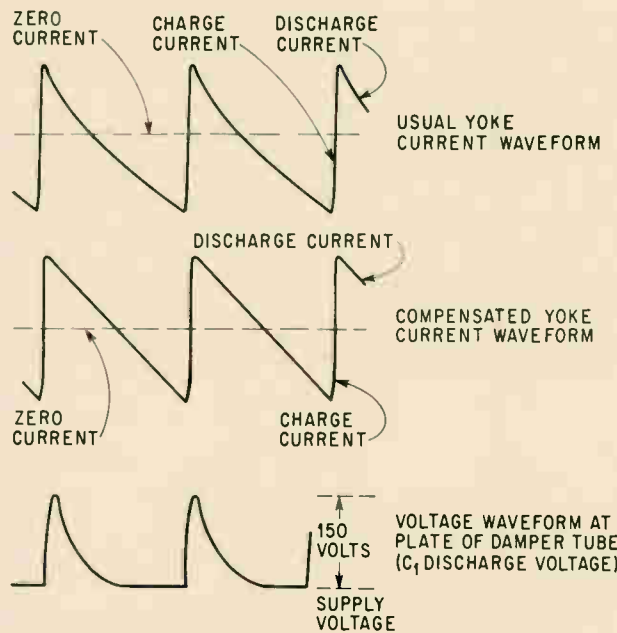 ZERO
CURRENT
CHARGE
CURRENT
DISCHARGE
CURRENT
USUAL YOKE
CURRENT WAVEFORM
DISCHARGE CURRENT
COMPENSATED YOKE
CURRENT WAVEFORM
ZERO
CURRENT
CHARGE
CURRENT
150
VOLTS
VOLTAGE WAVEFORM AT
PLATE OF DAMPER TUBE
(C₁ DISCHARGE VOLTAGE)
SUPPLY
VOLTAGE